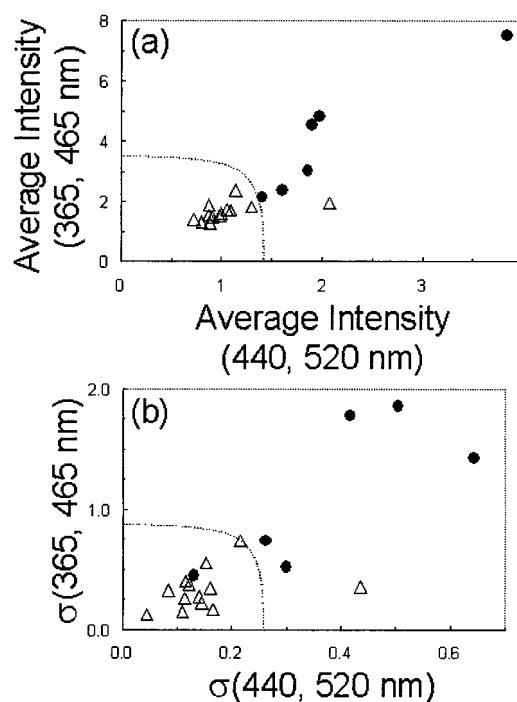 (a)
Average Intensity
(365, 465 nm)
8
6
4
2
0
0 1 2 3
Average Intensity
(440, 520 nm)
(b)
σ(365, 465 nm)
2.0
1.0
0.0
0.0 0.2 0.4 0.6
σ(440, 520 nm)